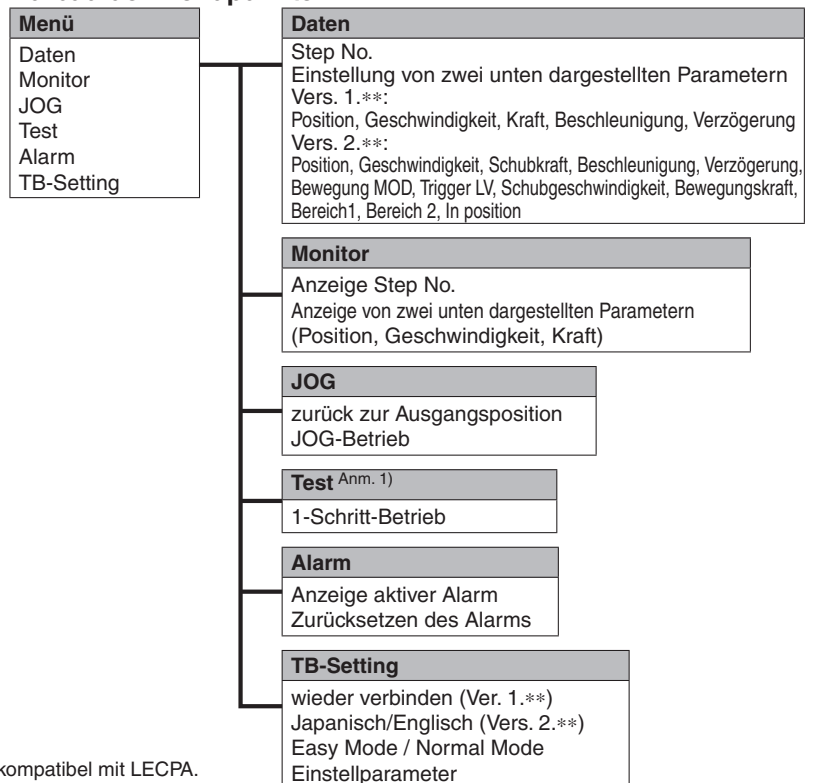 Menü
Daten
Monitor
JOG
Test
Alarm
TB-Setting
Daten
Step No.
Einstellung von zwei unten dargestellten Parametern
Vers. 1.**:
Position, Geschwindigkeit, Kraft, Beschleunigung, Verzögerung
Vers. 2.**:
Position, Geschwindigkeit, Schubkraft, Beschleunigung, Verzögerung,
Bewegung MOD, Trigger LV, Schubgeschwindigkeit, Bewegungskraft,
Bereich1, Bereich 2, In position
Monitor
Anzeige Step No.
Anzeige von zwei unten dargestellten Parametern
(Position, Geschwindigkeit, Kraft)
JOG
zurück zur Ausgangsposition
JOG-Betrieb
Test Anm. 1)
1-Schritt-Betrieb
Alarm
Anzeige aktiver Alarm
Zurücksetzen des Alarms
TB-Setting
wieder verbinden (Ver. 1.**)
Japanisch/Englisch (Vers. 2.**)
Easy Mode / Normal Mode
Einstellparameter
kompatibel mit LECPA.